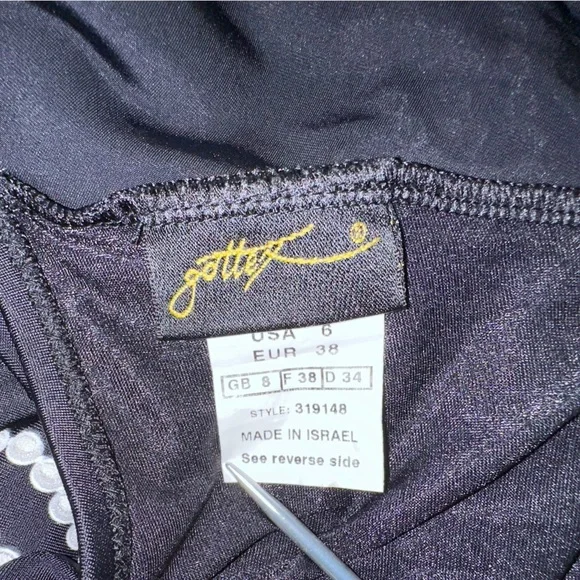 gottex ®
USA 6
EUR 38
GB 8 F 38 D 34
STYLE: 319148
MADE IN ISRAEL
See reverse side